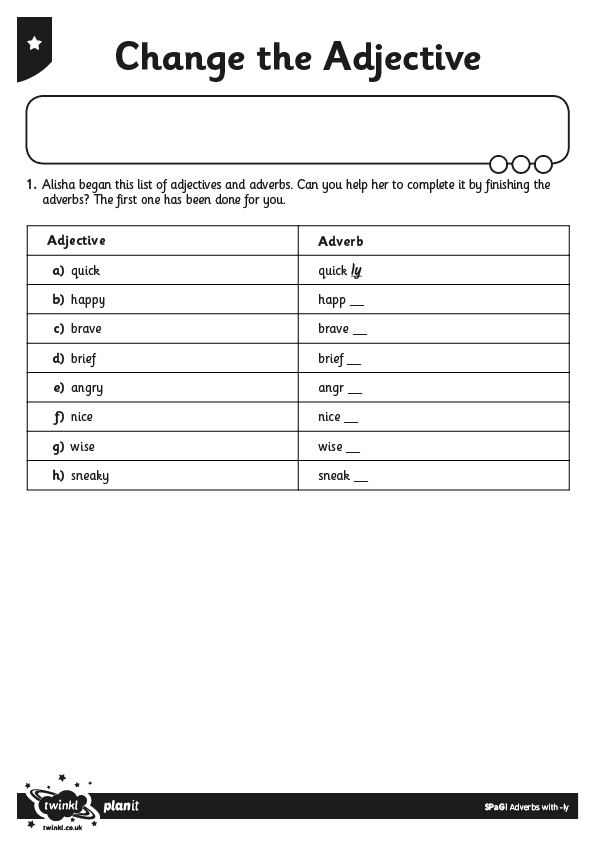 Change the Adjective
1. Alisha began this list of adjectives and adverbs. Can you help her to complete it by finishing the
adverbs? The first one has been done for you.
Adjective Adverb
a) quick quick ly
b) happy happ __
c) brave brave __
d) brief brief __
e) angry angr __
f) nice nice __
g) wise wise __
h) sneaky sneak __
twinkl planit SPaG| Adverbs with -ly
twinkl.co.uk